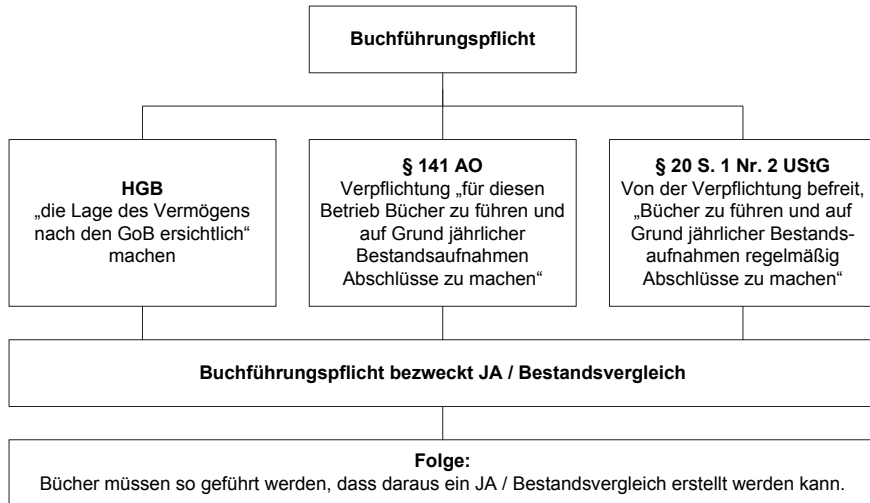 Buchführungspflicht
HGB
„die Lage des Vermögens
nach den GoB ersichtlich“
machen
§ 141 AO
Verpflichtung „für diesen
Betrieb Bücher zu führen und
auf Grund jährlicher
Bestandsaufnahmen
Abschlüsse zu machen“
§ 20 S. 1 Nr. 2 UStG
Von der Verpflichtung befreit,
„Bücher zu führen und auf
Grund jährlicher Bestands-
aufnahmen regelmäßig
Abschlüsse zu machen“
Buchführungspflicht bezweckt JA / Bestandsvergleich
Folge:
Bücher müssen so geführt werden, dass daraus ein JA / Bestandsvergleich erstellt werden kann.